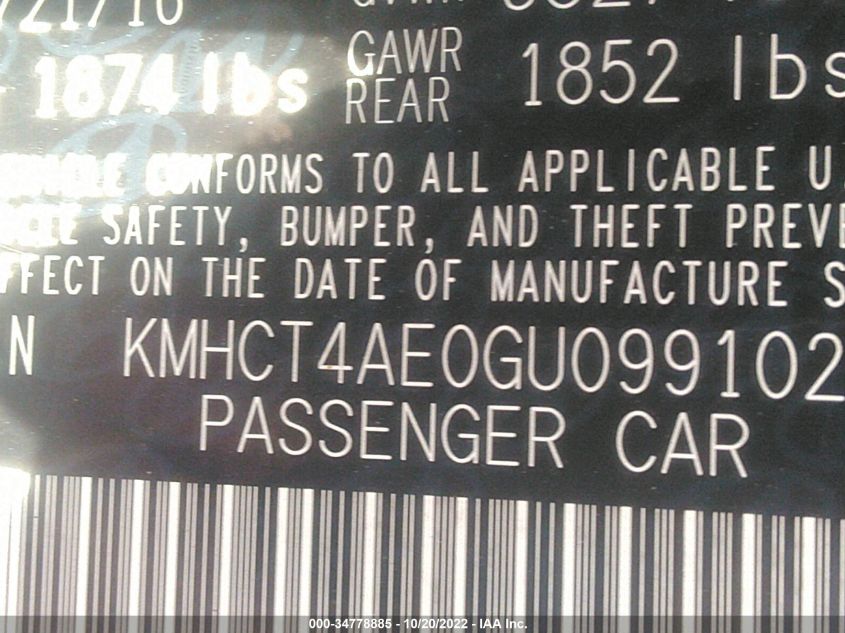 1874 lbs GAWR REAR 1852 lbs
CONFORMS TO ALL APPLICABLE U
SAFETY, BUMPER, AND THEFT PREVE
FFECT ON THE DATE OF MANUFACTURE S
N KMHCT4AE0GU099102
PASSENGER CAR
000-34778885 - 10/20/2022 - IAA Inc.